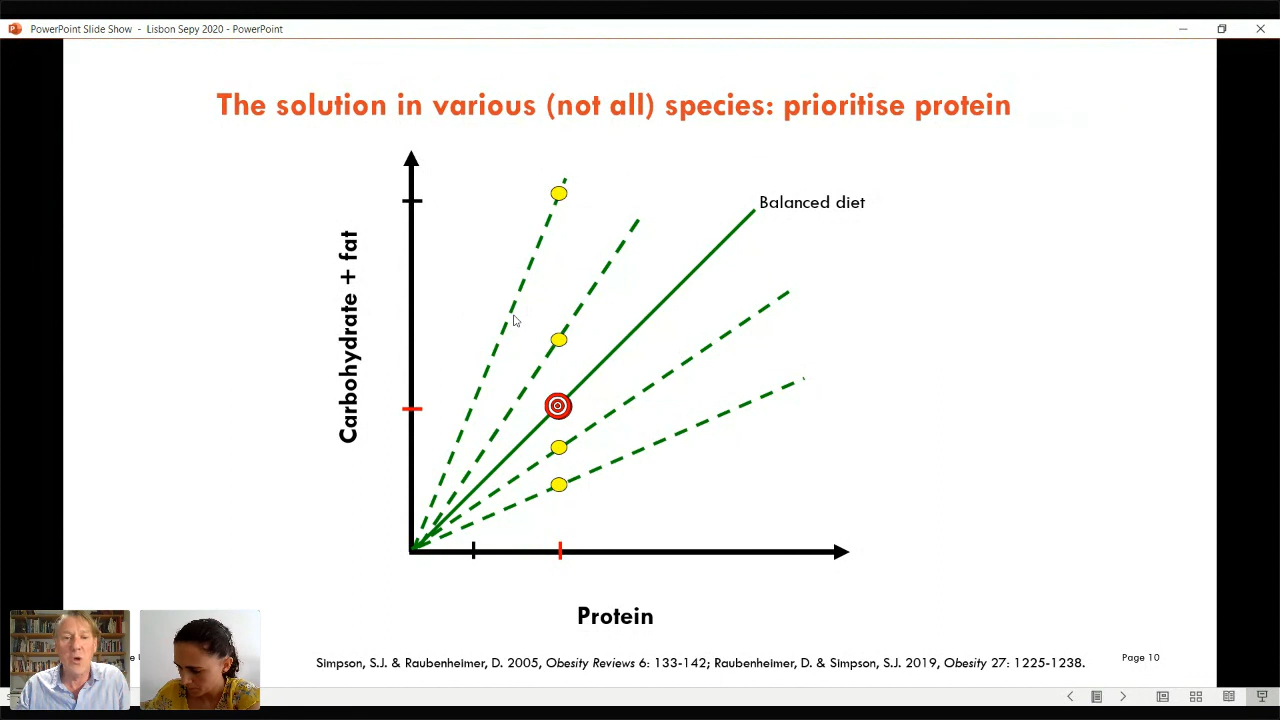 PowerPoint Slide Show - Lisbon Sepy 2020 - PowerPoint
The solution in various (not all) species: prioritise protein
Balanced diet
Carbohydrate + fat
Protein
Simpson, S.J. & Raubenheimer, D. 2005, Obesity Reviews 6: 133-142; Raubenheimer, D. & Simpson, S.J. 2019, Obesity 27: 1225-1238.
Page 10